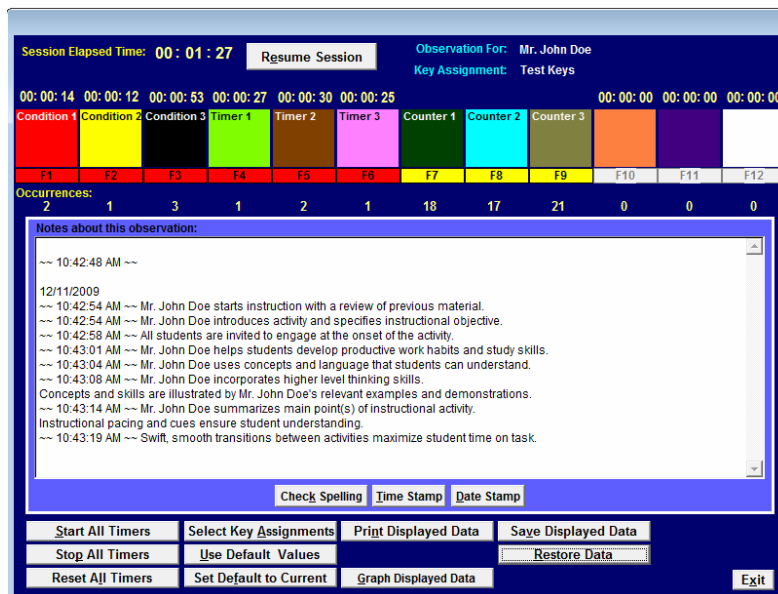 Session Elapsed Time: 00: 01 : 27 Resume Session Observation For: Mr. John Doe
Key Assignment: Test Keys
00: 00: 14 00: 00: 12 00: 00: 53 00: 00: 27 00: 00: 30 00: 00: 25 00: 00: 00 00: 00: 00 00: 00: 00
Condition 1 Condition 2 Condition 3 Timer 1 Timer 2 Timer 3 Counter 1 Counter 2 Counter 3
F1 F2 F3 F4 F5 F6 F7 F8 F9 F10 F11 F12
Occurrences:
2 1 3 1 2 1 18 17 21 0 0 0
Notes about this observation:
~~ 10:42:48 AM ~~
12/11/2009
~~ 10:42:54 AM ~~ Mr. John Doe starts instruction with a review of previous material.
~~ 10:42:54 AM ~~ Mr. John Doe introduces activity and specifies instructional objective.
~~ 10:42:58 AM ~~ All students are invited to engage at the onset of the activity.
~~ 10:43:01 AM ~~ Mr. John Doe helps students develop productive work habits and study skills.
~~ 10:43:04 AM ~~ Mr. John Doe uses concepts and language that students can understand.
~~ 10:43:08 AM ~~ Mr. John Doe incorporates higher level thinking skills.
Concepts and skills are illustrated by Mr. John Doe's relevant examples and demonstrations.
~~ 10:43:14 AM ~~ Mr. John Doe summarizes main point(s) of instructional activity.
Instructional pacing and cues ensure student understanding.
~~ 10:43:19 AM ~~ Swift, smooth transitions between activities maximize student time on task.
Check Spelling Time Stamp Date Stamp
Start All Timers Select Key Assignments Print Displayed Data Save Displayed Data
Stop All Timers Use Default Values Restore Data
Reset All Timers Set Default to Current Graph Displayed Data Exit